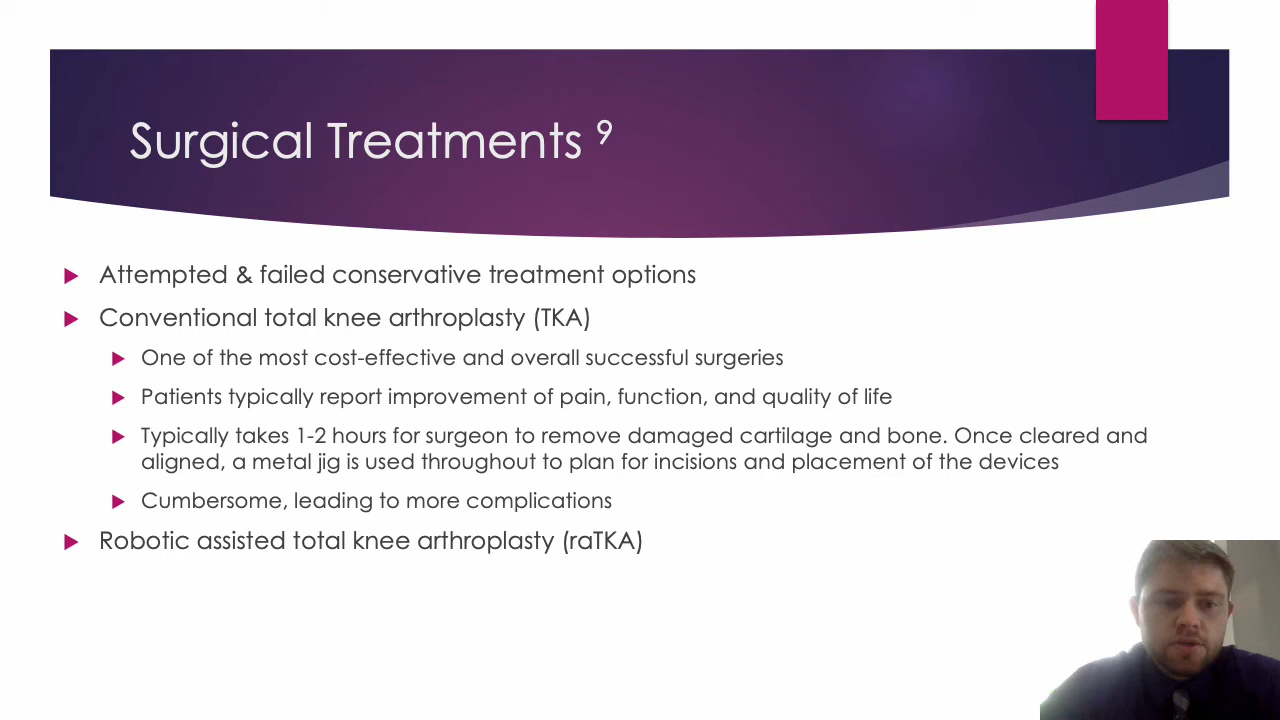 Surgical Treatments ⁹
Attempted & failed conservative treatment options
Conventional total knee arthroplasty (TKA)
One of the most cost-effective and overall successful surgeries
Patients typically report improvement of pain, function, and quality of life
Typically takes 1-2 hours for surgeon to remove damaged cartilage and bone. Once cleared and
aligned, a metal jig is used throughout to plan for incisions and placement of the devices
Cumbersome, leading to more complications
Robotic assisted total knee arthroplasty (raTKA)